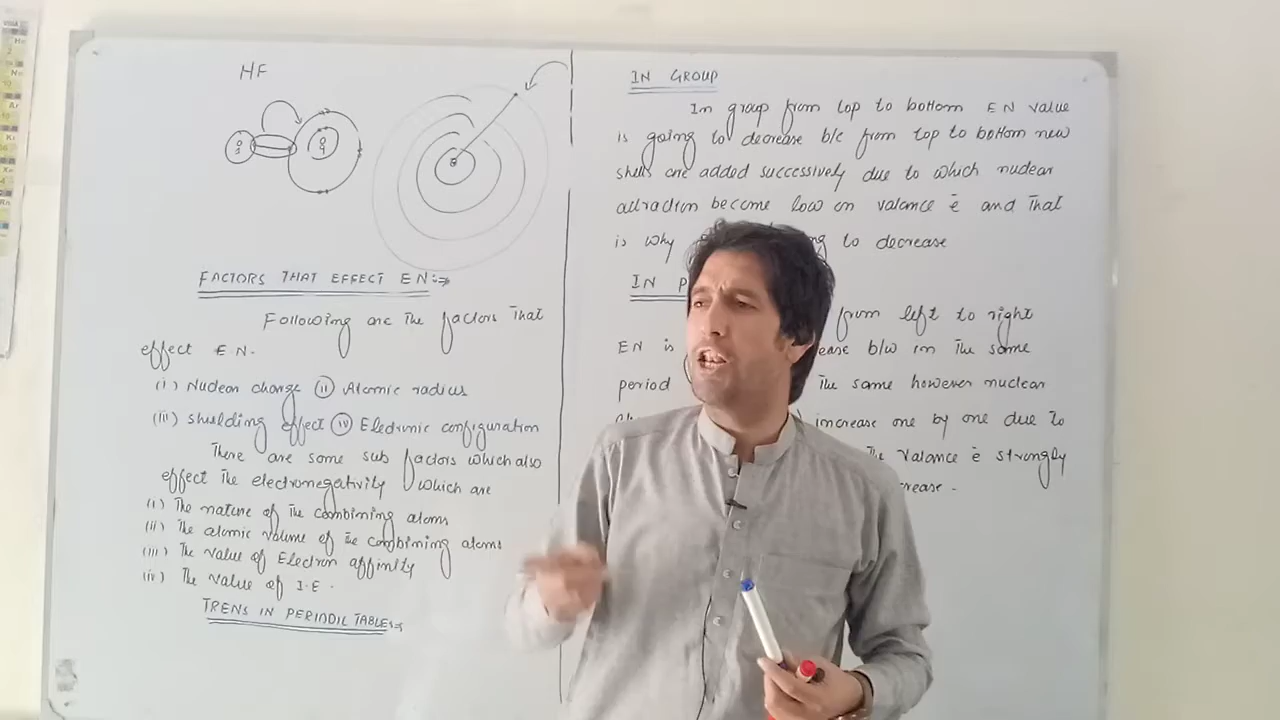 HF
FACTORS THAT EFFECT EN:→
Following are the factors that
effect E.N.
(i) Nuclear charge (ii) Atomic radius
(iii) Shielding effect (iv) Electronic configuration
There are some sub factors which also
effect the electronegativity which are
(i) The nature of the combining atoms
(ii) The atomic volume of the combining atoms
(iii) The value of Electron affinity
(iv) The value of I.E.
TRENS IN PERIODIC TABLE:→
IN GROUP
In group from top to bottom EN value
is going to decrease b/c from top to bottom new
shells are added successively due to which nuclear
attraction become low on valance ē and that
is why to decrease
IN P
from left to right
EN is b/w in the same
period the same however nuclear
increase one by one due to
the valance ē strongly